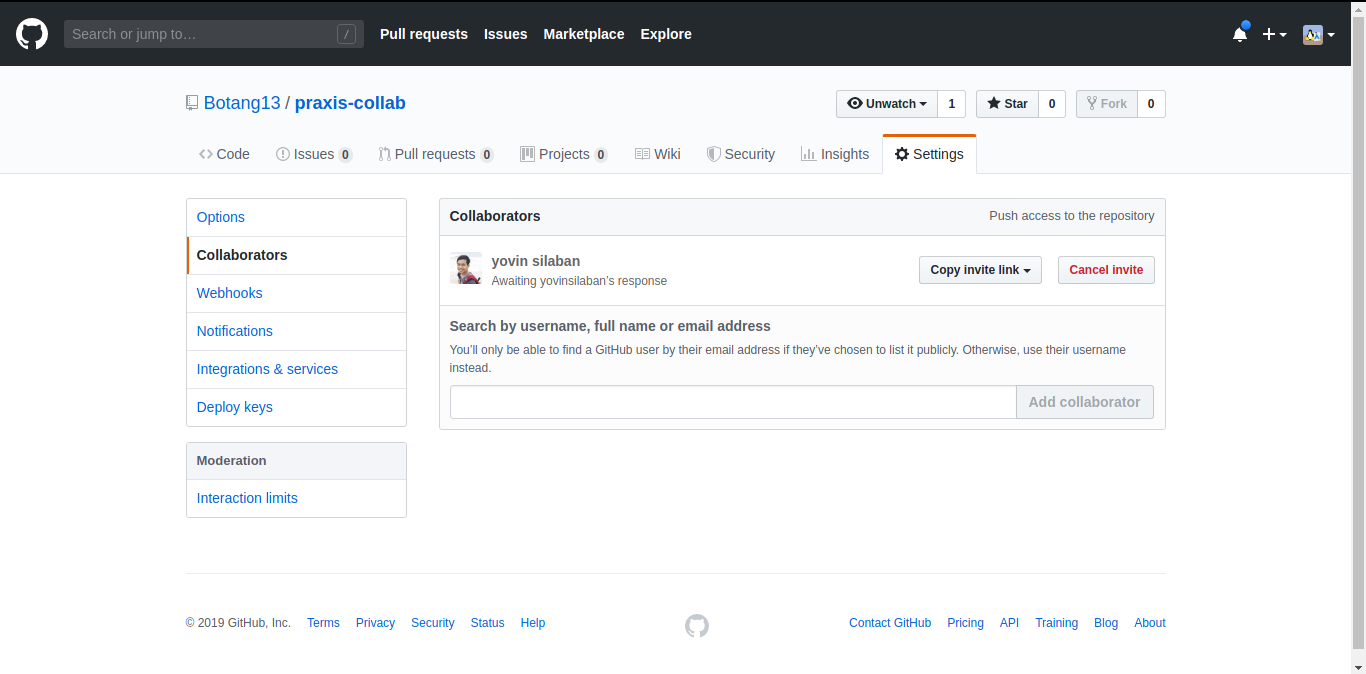 Search or jump to… / Pull requests Issues Marketplace Explore
Botang13 / praxis-collab Unwatch 1 Star 0 Fork 0
Code Issues 0 Pull requests 0 Projects 0 Wiki Security Insights Settings
Options
Collaborators
Webhooks
Notifications
Integrations & services
Deploy keys
Moderation
Interaction limits
Collaborators Push access to the repository
yovin silaban
Awaiting yovinsilaban’s response
Copy invite link Cancel invite
Search by username, full name or email address
You’ll only be able to find a GitHub user by their email address if they’ve chosen to list it publicly. Otherwise, use their username
instead.
Add collaborator
© 2019 GitHub, Inc. Terms Privacy Security Status Help Contact GitHub Pricing API Training Blog About